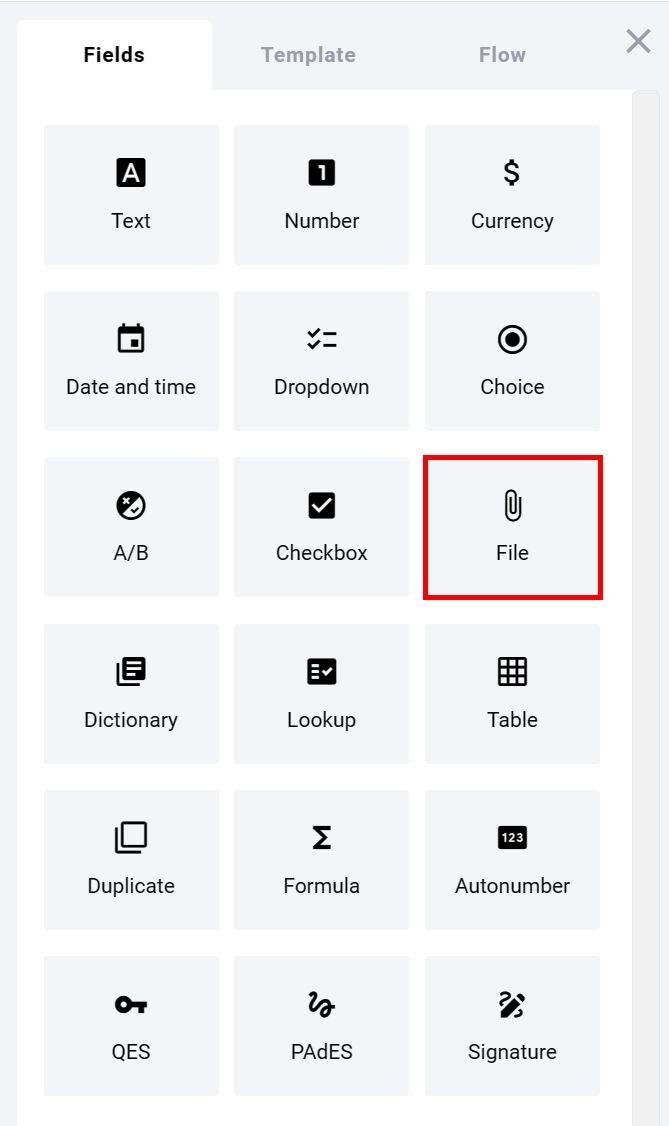 Fields Template Flow
A 1 $
Text Number Currency
Date and time Dropdown Choice
A/B Checkbox File
Dictionary Lookup Table
123
Duplicate Formula Autonumber
QES PAdES Signature